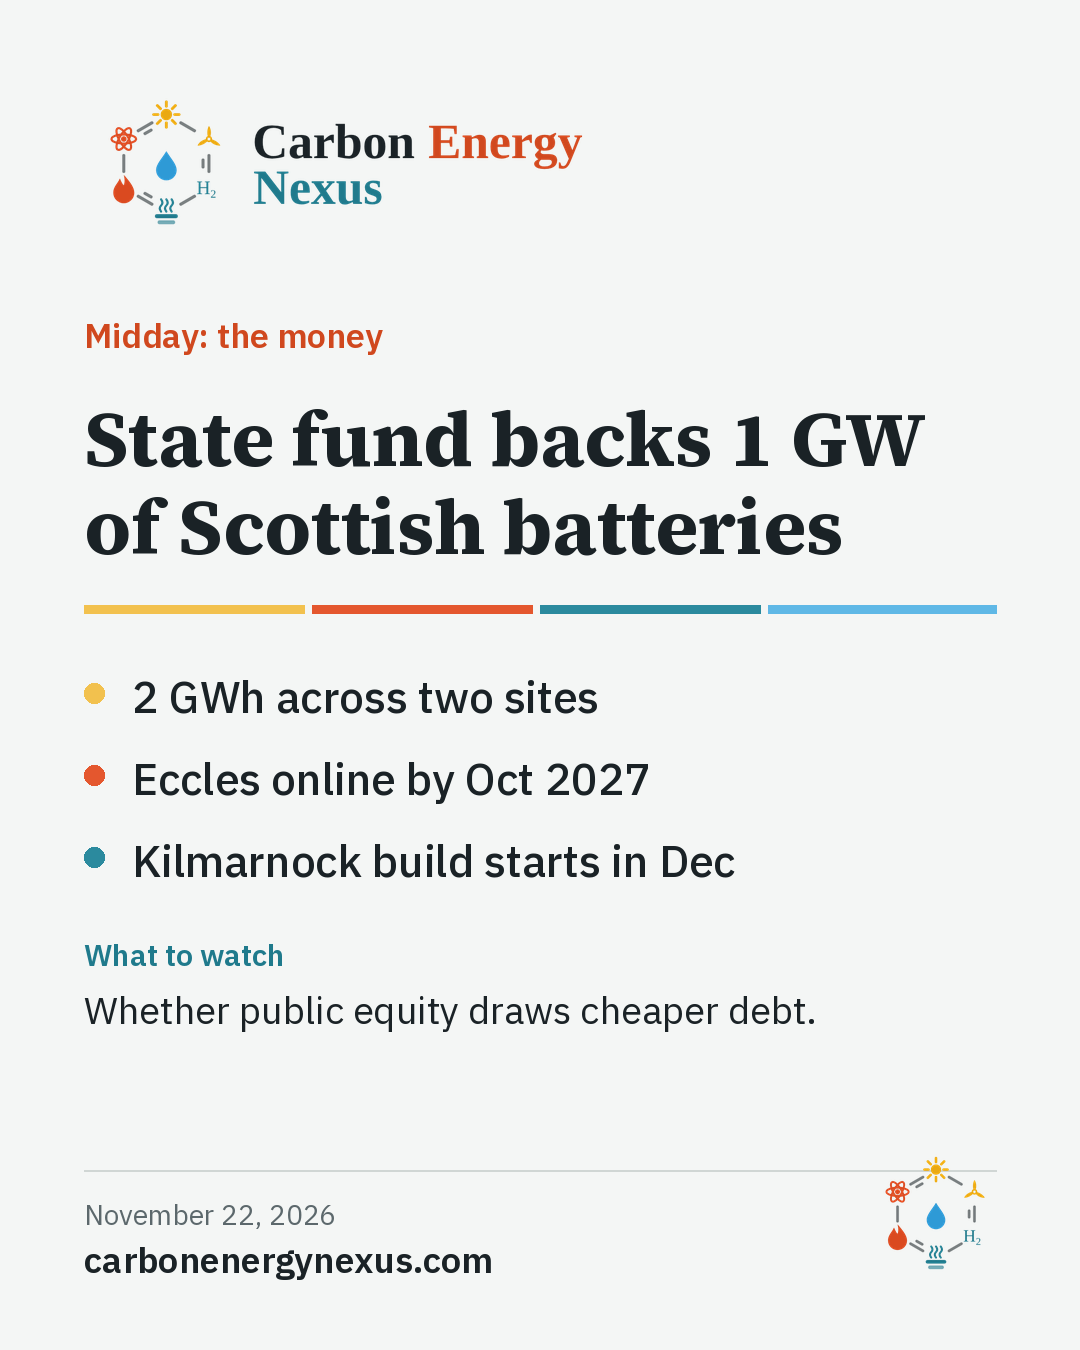 Carbon Energy
Nexus
H₂
Midday: the money
State fund backs 1 GW
of Scottish batteries
2 GWh across two sites
Eccles online by Oct 2027
Kilmarnock build starts in Dec
What to watch
Whether public equity draws cheaper debt.
November 22, 2026
carbonenergynexus.com
H₂